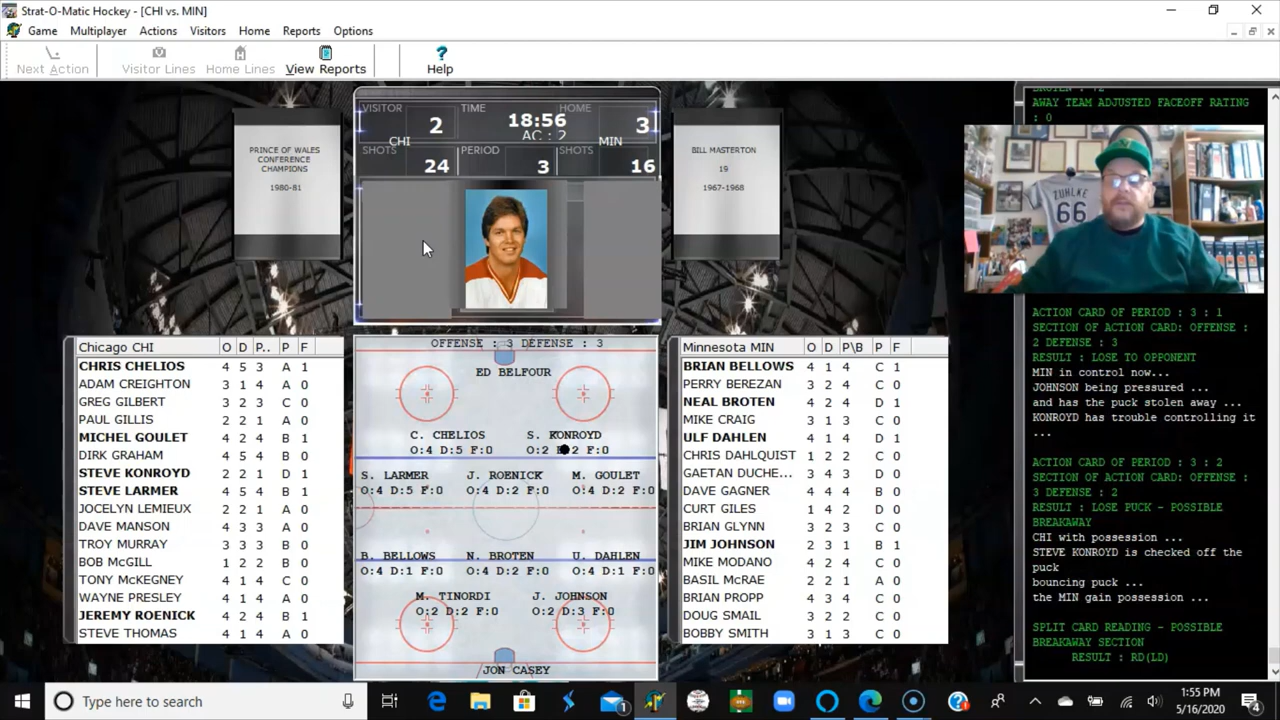 Strat-O-Matic Hockey - [CHI vs. MIN]
Game Multiplayer Actions Visitors Home Reports Options
Next Action Visitor Lines Home Lines View Reports Help
VISITOR TIME HOME
2 18:56 3
CHI AC : 2 MIN
SHOTS PERIOD SHOTS
24 3 16
PRINCE OF WALES
CONFERENCE
CHAMPIONS
1980-81
BILL MASTERTON
19
1967-1968
Chicago CHI O D P.. P F
CHRIS CHELIOS 4 5 3 A 1
ADAM CREIGHTON 3 1 4 A 0
GREG GILBERT 3 2 3 C 0
PAUL GILLIS 2 2 1 A 0
MICHEL GOULET 4 2 4 B 1
DIRK GRAHAM 4 5 4 B 0
STEVE KONROYD 2 2 1 D 1
STEVE LARMER 4 5 4 B 1
JOCELYN LEMIEUX 2 2 1 A 0
DAVE MANSON 4 3 3 A 0
TROY MURRAY 3 3 3 B 0
BOB McGILL 1 2 2 B 0
TONY McKEGNEY 4 1 4 C 0
WAYNE PRESLEY 4 1 4 A 0
JEREMY ROENICK 4 2 4 B 1
STEVE THOMAS 4 1 4 A 0
OFFENSE : 3 DEFENSE : 3
ED BELFOUR
C. CHELIOS S. KONROYD
O:4 D:5 F:0 O:2 2 F:0
S. LARMER J. ROENICK M. GOULET
O:4 D:5 F:0 O:4 D:2 F:0 O:4 D:2 F:0
B. BELLOWS N. BROTEN U. DAHLEN
O:4 D:1 F:0 O:4 D:2 F:0 O:4 D:1 F:0
M. TINORDI J. JOHNSON
O:2 D:2 F:0 O:2 D:3 F:0
JON CASEY
Minnesota MIN O D P\B P F
BRIAN BELLOWS 4 1 4 C 1
PERRY BEREZAN 3 2 4 C 0
NEAL BROTEN 4 2 4 D 1
MIKE CRAIG 3 1 3 C 0
ULF DAHLEN 4 1 4 D 1
CHRIS DAHLQUIST 1 2 2 C 0
GAETAN DUCHE... 3 4 3 D 0
DAVE GAGNER 4 4 4 B 0
CURT GILES 1 4 2 D 0
BRIAN GLYNN 3 2 3 C 0
JIM JOHNSON 2 3 1 B 1
MIKE MODANO 4 2 4 C 0
BASIL McRAE 2 2 1 A 0
BRIAN PROPP 4 3 4 C 0
DOUG SMAIL 3 2 2 C 0
BOBBY SMITH 3 1 3 C 0
AWAY TEAM ADJUSTED FACEOFF RATING
: 0
ZUHLKE
66
ACTION CARD OF PERIOD : 3 : 1
SECTION OF ACTION CARD: OFFENSE :
2 DEFENSE : 3
RESULT : LOSE TO OPPONENT
MIN in control now...
JOHNSON being pressured ...
and has the puck stolen away ...
KONROYD has trouble controlling it
...
ACTION CARD OF PERIOD : 3 : 2
SECTION OF ACTION CARD: OFFENSE :
3 DEFENSE : 2
RESULT : LOSE PUCK - POSSIBLE
BREAKAWAY
CHI with possession ...
STEVE KONROYD is checked off the
puck
bouncing puck ...
the MIN gain possession ...
SPLIT CARD READING - POSSIBLE
BREAKAWAY SECTION
RESULT : RD(LD)
Type here to search
1
1:55 PM
5/16/2020
4